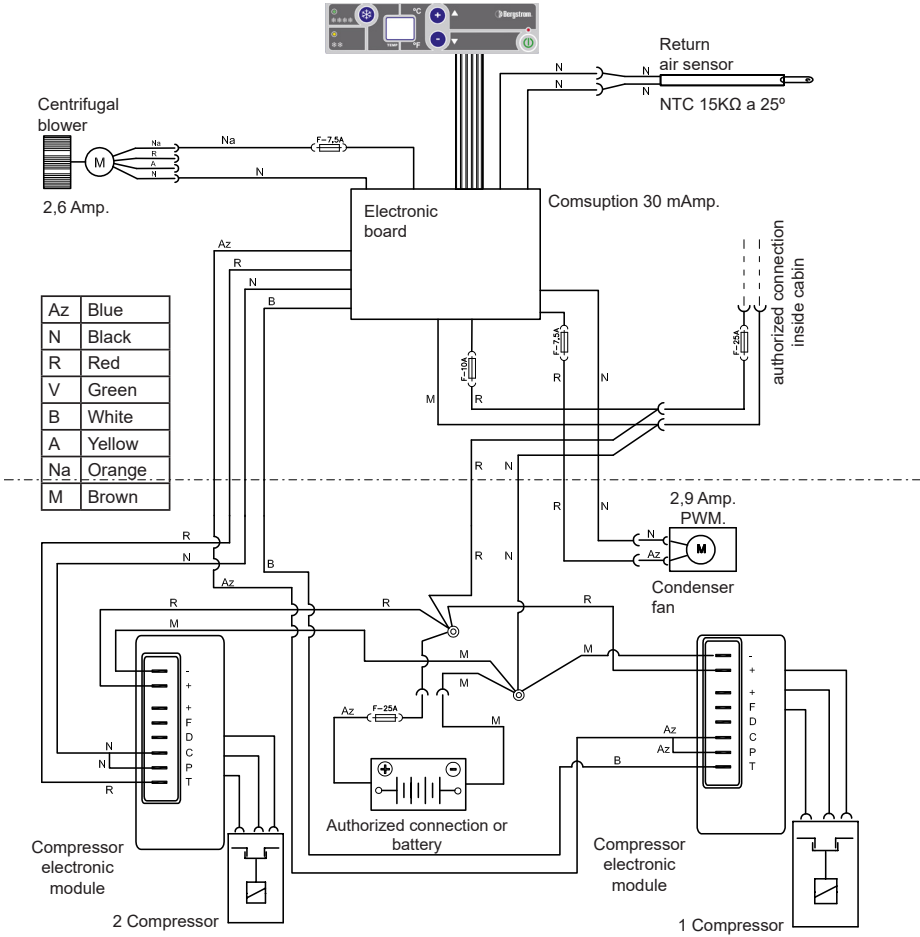 °C
Bergstrom
TEMP
°F
Return
air sensor
N
N
N
N
NTC 15KΩ a 25º
Centrifugal
blower
M
Na
R
A
N
Na
F-7,5A
N
2,6 Amp.
Electronic
board
Comsuption 30 mAmp.
Az
R
N
B
authorized connection
inside cabin
F-25A
F-7,5A
F-10A
Az Blue
N Black
R Red
V Green
B White
A Yellow
Na Orange
M Brown
M
R
R
N
R
N
R
N
2,9 Amp.
PWM.
N
Az
M
Condenser
fan
R
N
Az
B
R
N
R
R
R
M
M
M
M
M
Az
F-25A
-
+
+
F
D
C
P
T
N
N
R
-
+
+
F
D
C
P
T
Az
Az
B
+
-
Authorized connection or
battery
Compressor
electronic
module
2 Compressor
Compressor
electronic
module
1 Compressor